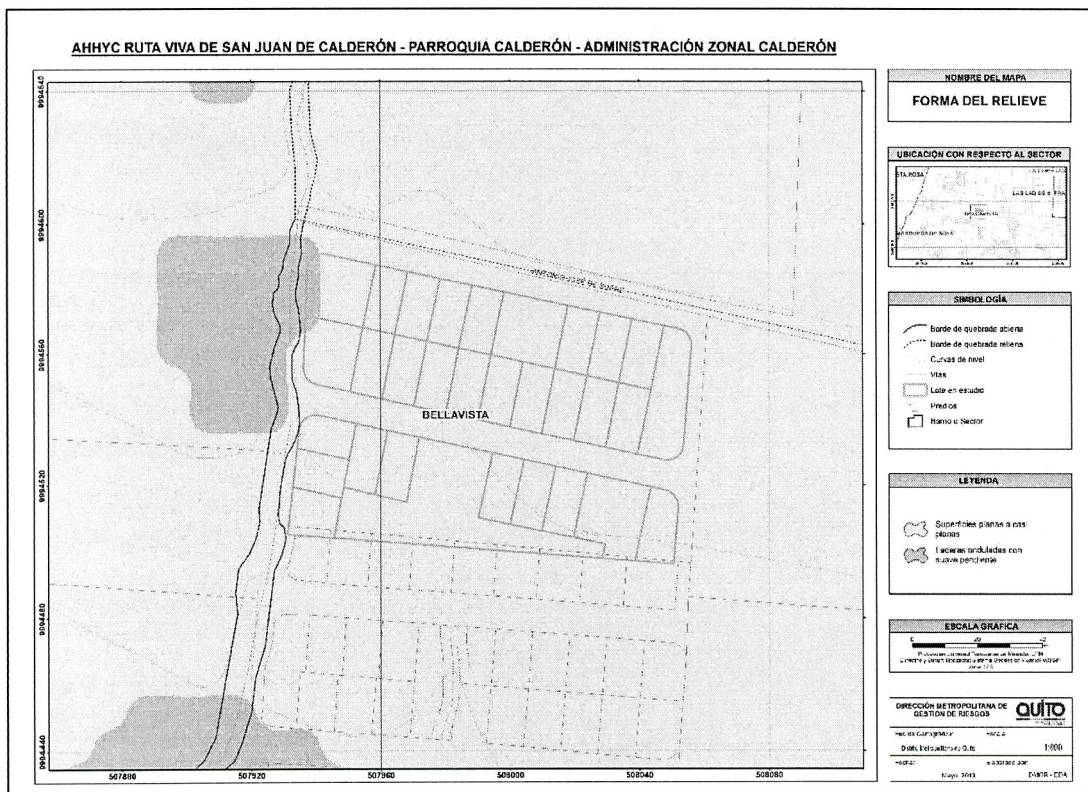 AHHYC RUTA VIVA DE SAN JUAN DE CALDERÓN - PARROQUIA CALDERÓN - ADMINISTRACIÓN ZONAL CALDERÓN
9994640
9994600
9994560
9994520
9994480
9994440
507880
507920
507960
508000
508040
508080
BELLAVISTA
NOMBRE DEL MAPA
FORMA DEL RELIEVE
UBICACIÓN CON RESPECTO AL SECTOR
SIMBOLOGÍA
Borde de quebrada abierta
Borde de quebrada rellena
Curvas de nivel
Vías
Lote en estudio
Predios
Barrio o Sector
LEYENDA
Superficies planas a casi
planas
Laderas onduladas con
suave pendiente
ESCALA GRÁFICA
0 20
DIRECCIÓN METROPOLITANA DE
GESTIÓN DE RIESGOS
QUITO
1:800